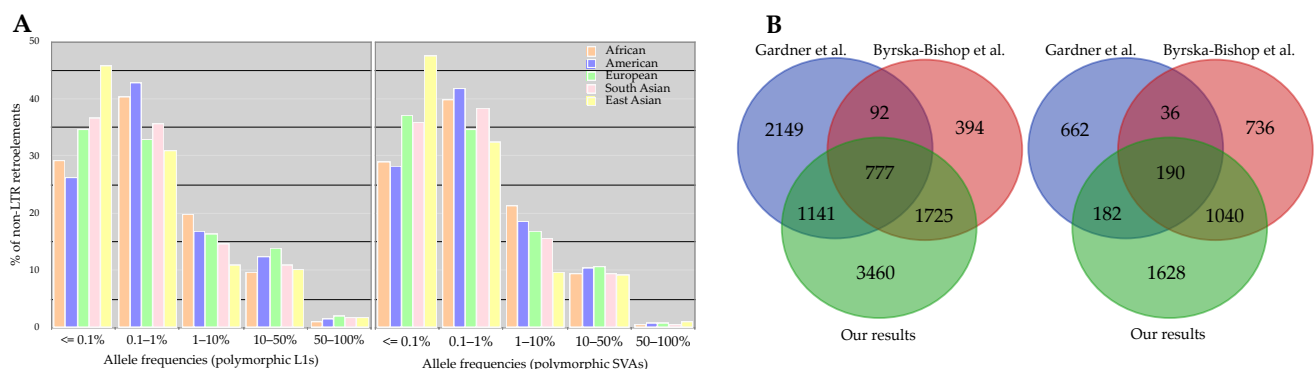 A
50
40
30
20
10
0
% of non-LTR retroelements
African
American
European
South Asian
East Asian
<= 0.1% 0.1–1% 1–10% 10–50% 50–100%
Allele frequencies (polymorphic L1s)
<= 0.1% 0.1–1% 1–10% 10–50% 50–100%
Allele frequencies (polymorphic SVAs)
B
Gardner et al. Byrska-Bishop et al.
2149
92
394
777
1141
1725
3460
Our results
Gardner et al. Byrska-Bishop et al.
662
36
736
190
182
1040
1628
Our results